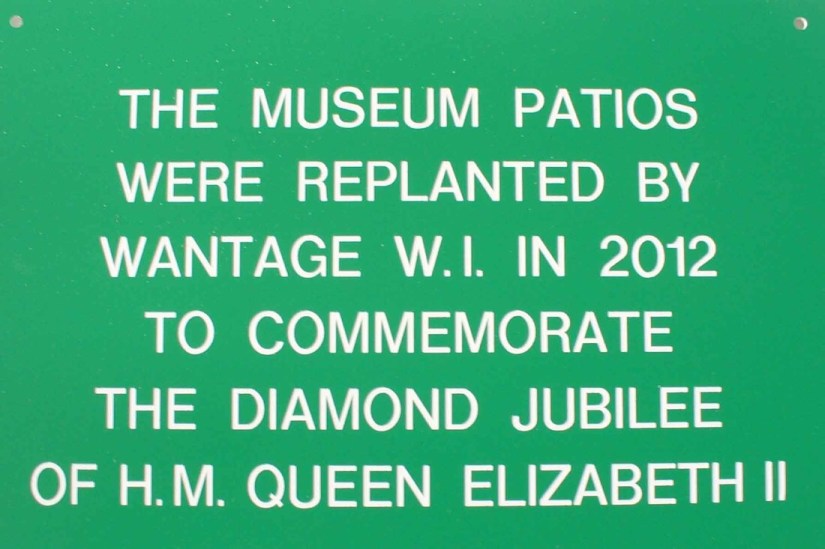 THE MUSEUM PATIOS
WERE REPLANTED BY
WANTAGE W.I. IN 2012
TO COMMEMORATE
THE DIAMOND JUBILEE
OF H.M. QUEEN ELIZABETH II